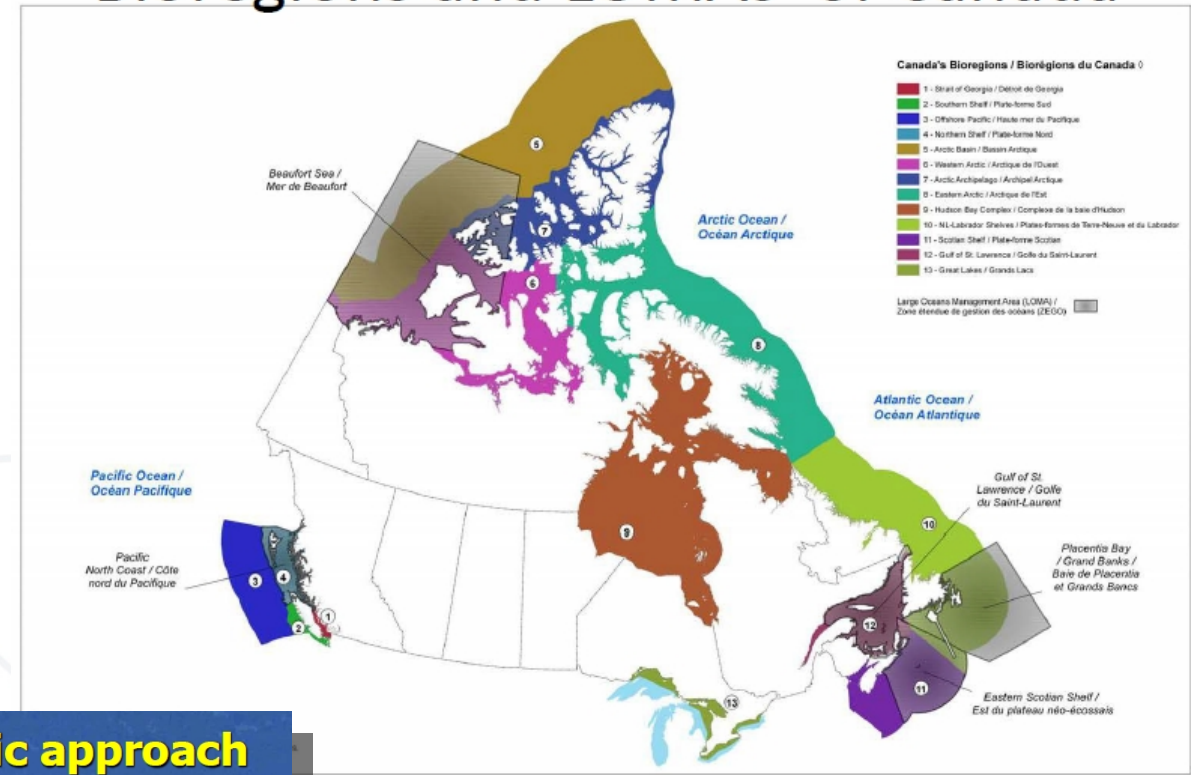 Bioregions and LOMAs of Canada
Canada's Bioregions / Biorégions du Canada ◊
1 - Strait of Georgia / Détroit de Georgia
2 - Southern Shelf / Plate-forme Sud
3 - Offshore Pacific / Haute mer du Pacifique
4 - Northern Shelf / Plate-forme Nord
5 - Arctic Basin / Bassin Arctique
6 - Western Arctic / Arctique de l'Ouest
7 - Arctic Archipelago / Archipel Arctique
8 - Eastern Arctic / Arctique de l'Est
9 - Hudson Bay Complex / Complexe de la baie d'Hudson
10 - NL-Labrador Shelves / Plates-formes de Terre-Neuve et du Labrador
11 - Scotian Shelf / Plate-forme Scotian
12 - Gulf of St. Lawrence / Golfe du Saint-Laurent
13 - Great Lakes / Grands Lacs
Large Oceans Management Area (LOMA) /
Zone étendue de gestion des océans (ZEGO)
5
Beaufort Sea /
Mer de Beaufort
7
Arctic Ocean /
Océan Arctique
6
8
Atlantic Ocean /
Océan Atlantique
Pacific Ocean /
Océan Pacifique
Gulf of St.
Lawrence / Golfe
du Saint-Laurent
9
10
Pacific
North Coast / Côte
nord du Pacifique
3
4
Placentia Bay
/ Grand Banks /
Baie de Placentia
et Grands Bancs
1
2
12
11
13
Eastern Scotian Shelf /
Est du plateau néo-écossais
ic approach